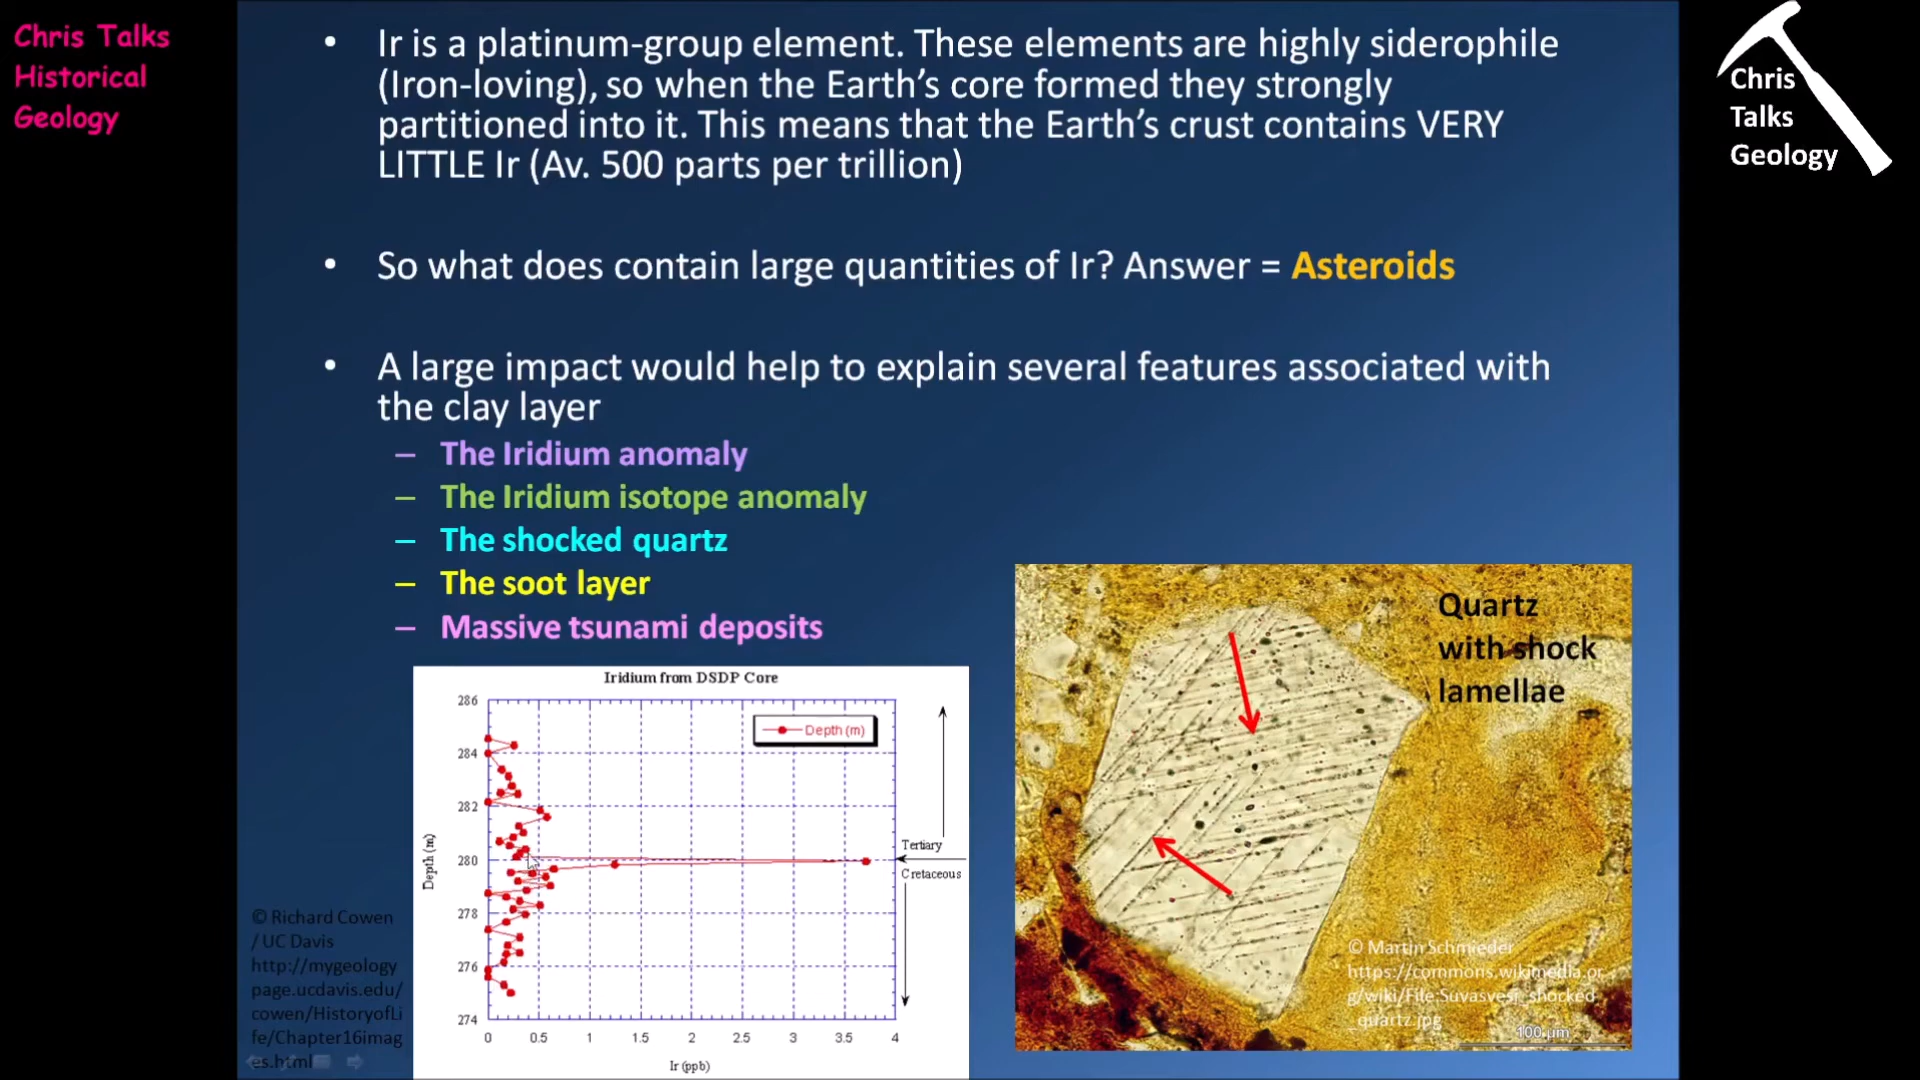 Chris Talks
Historical
Geology
• Ir is a platinum-group element. These elements are highly siderophile
(Iron-loving), so when the Earth’s core formed they strongly
partitioned into it. This means that the Earth’s crust contains VERY
LITTLE Ir (Av. 500 parts per trillion)
• So what does contain large quantities of Ir? Answer = Asteroids
• A large impact would help to explain several features associated with
the clay layer
– The Iridium anomaly
– The Iridium isotope anomaly
– The shocked quartz
– The soot layer
– Massive tsunami deposits
Chris
Talks
Geology
Iridium from DSDP Core
Depth (m)
286
284
282
280
278
276
274
Depth (m)
Tertiary
Cretaceous
0 0.5 1 1.5 2 2.5 3 3.5 4
Ir (ppb)
© Richard Cowen
/ UC Davis
http://mygeology
page.ucdavis.edu/
cowen/HistoryofLi
fe/Chapter16imag
es.html
Quartz
with shock
lamellae
© Martin Schmieder
https://commons.wikimedia.or
g/wiki/File:Suvasvesi_shocked
_quartz.jpg
100 µm